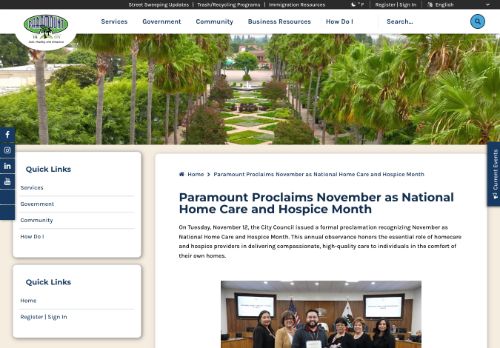 Street Sweeping Updates | Trash/Recycling Programs | Immigration Resources
° F
Register | Sign In
English
PARAMOUNT
Services
Government
Community
Business Resources
How Do I
Search...
Current Events
Quick Links
Services
Government
Community
How Do I
Quick Links
Home
Register | Sign In
Home > Paramount Proclaims November as National Home Care and Hospice Month
Paramount Proclaims November as National
Home Care and Hospice Month
On Tuesday, November 12, the City Council issued a formal proclamation recognizing November as
National Home Care and Hospice Month. This annual observance honors the essential role of homecare
and hospice providers in delivering compassionate, high-quality care to individuals in the comfort of
their own homes.